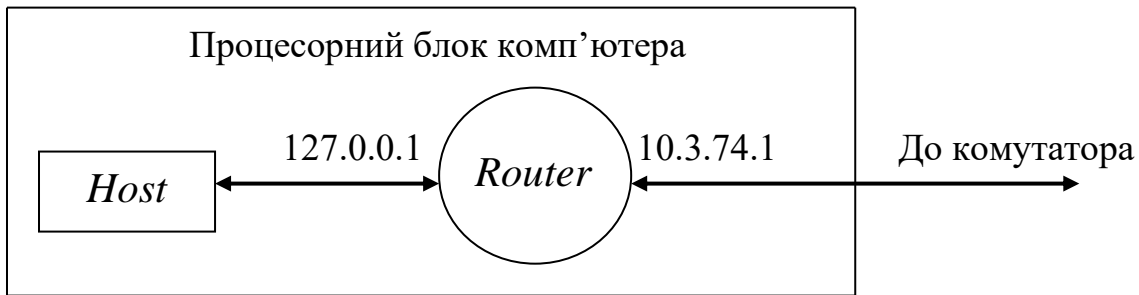 Процесорний блок комп’ютера
127.0.0.1
10.3.74.1
До комутатора
Host
Router